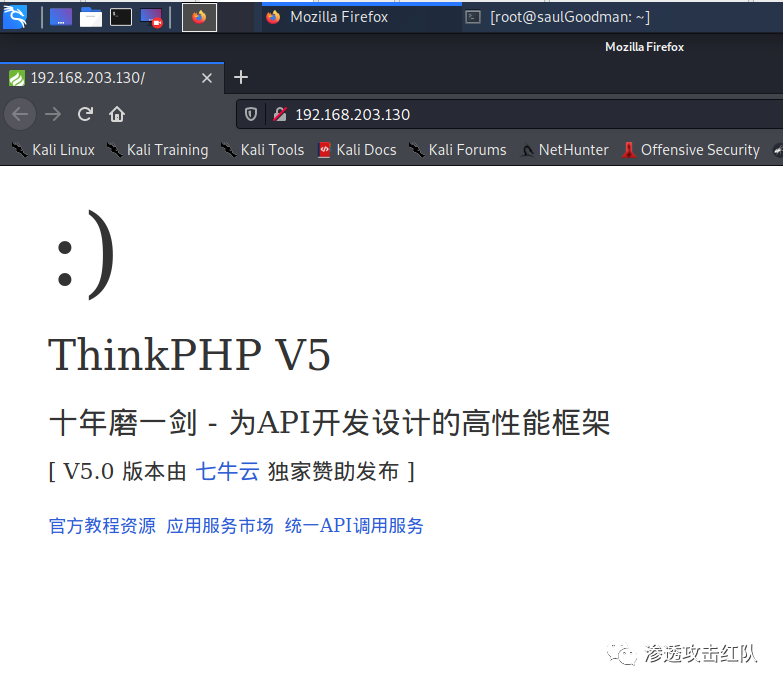 Mozilla Firefox
[root@saulGoodman: ~]
Mozilla Firefox
192.168.203.130/
192.168.203.130
Kali Linux Kali Training Kali Tools Kali Docs Kali Forums NetHunter Offensive Security
:)
ThinkPHP V5
十年磨一剑 - 为API开发设计的高性能框架
[ V5.0 版本由 七牛云 独家赞助发布 ]
官方教程资源 应用服务市场 统一API调用服务
渗透攻击红队